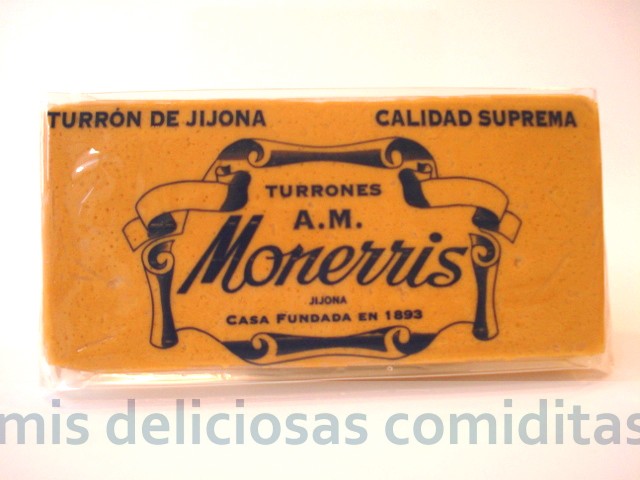 TURRÓN DE JIJONA CALIDAD SUPREMA
TURRONES
A.M.
Monerris
JIJONA
CASA FUNDADA EN 1893
mis deliciosas comiditas